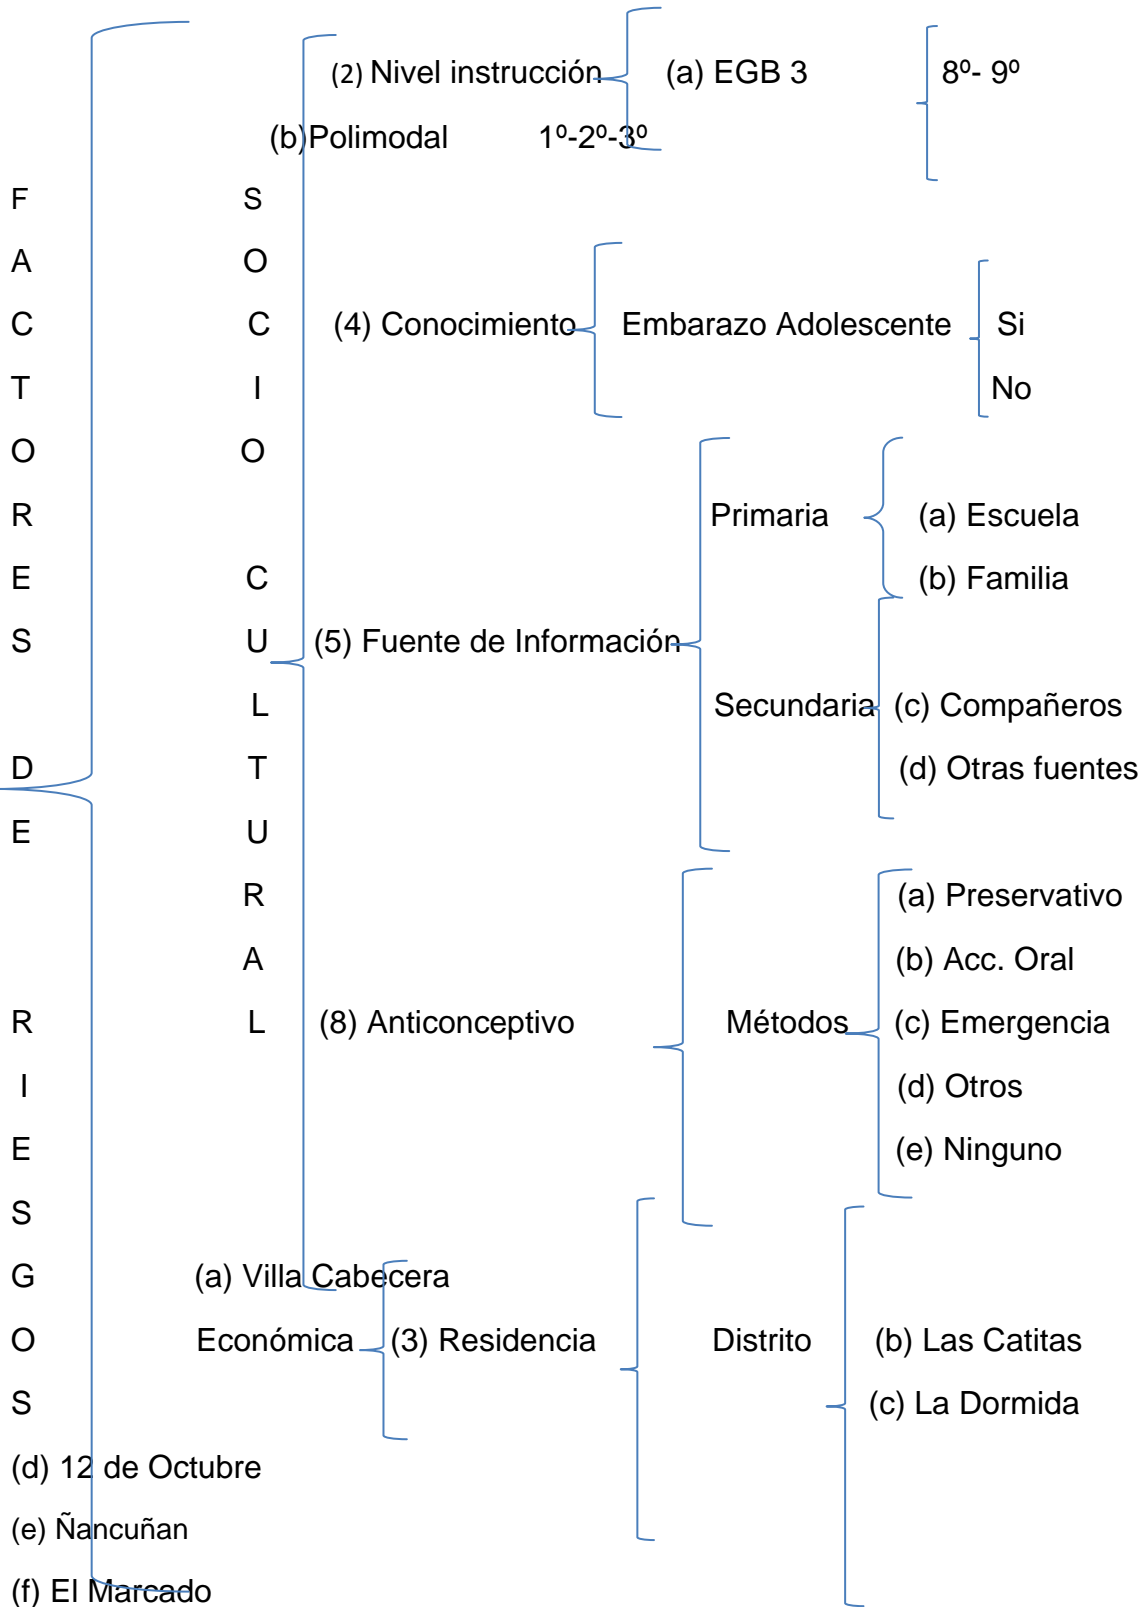 (2) Nivel instrucción (a) EGB 3 8º- 9º
(b)Polimodal 1º-2º-3º
F S
A O
C C (4) Conocimiento Embarazo Adolescente Si
T I No
O O
R Primaria (a) Escuela
E C (b) Familia
S U (5) Fuente de Información
L Secundaria (c) Compañeros
D T (d) Otras fuentes
E U
R (a) Preservativo
A (b) Acc. Oral
R L (8) Anticonceptivo Métodos (c) Emergencia
I (d) Otros
E (e) Ninguno
S
G (a) Villa Cabecera
O Económica (3) Residencia Distrito (b) Las Catitas
S (c) La Dormida
(d) 12 de Octubre
(e) Ñancuñan
(f) El Marcado